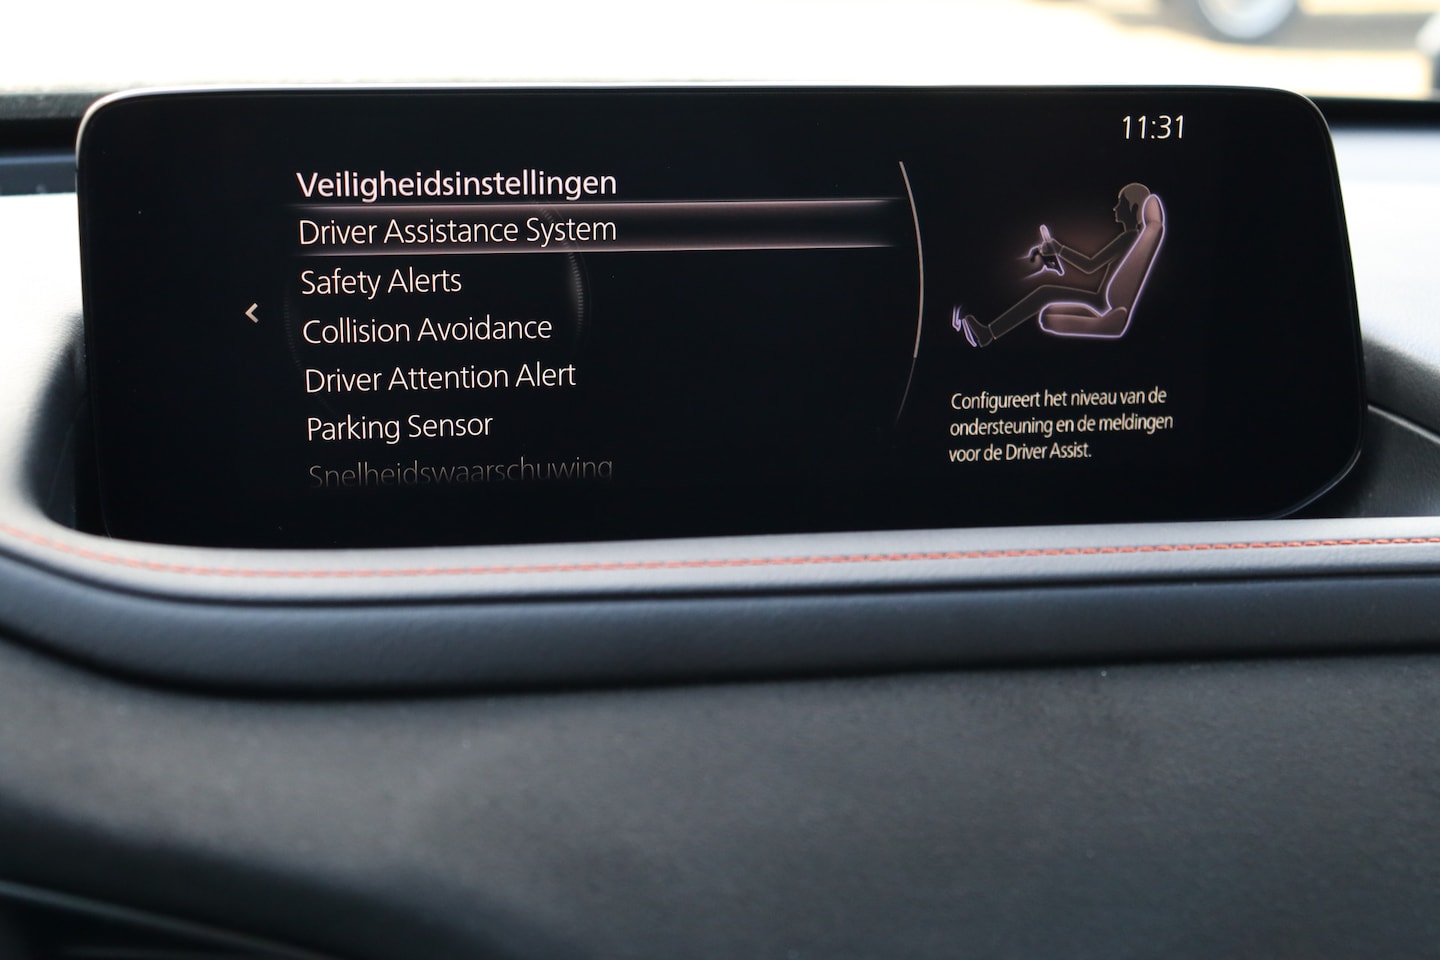 11:31
Veiligheidsinstellingen
Driver Assistance System
Safety Alerts
Collision Avoidance
Driver Attention Alert
Parking Sensor
Snelheidswaarschuwing
Configureert het niveau van de
ondersteuning en de meldingen
voor de Driver Assist.